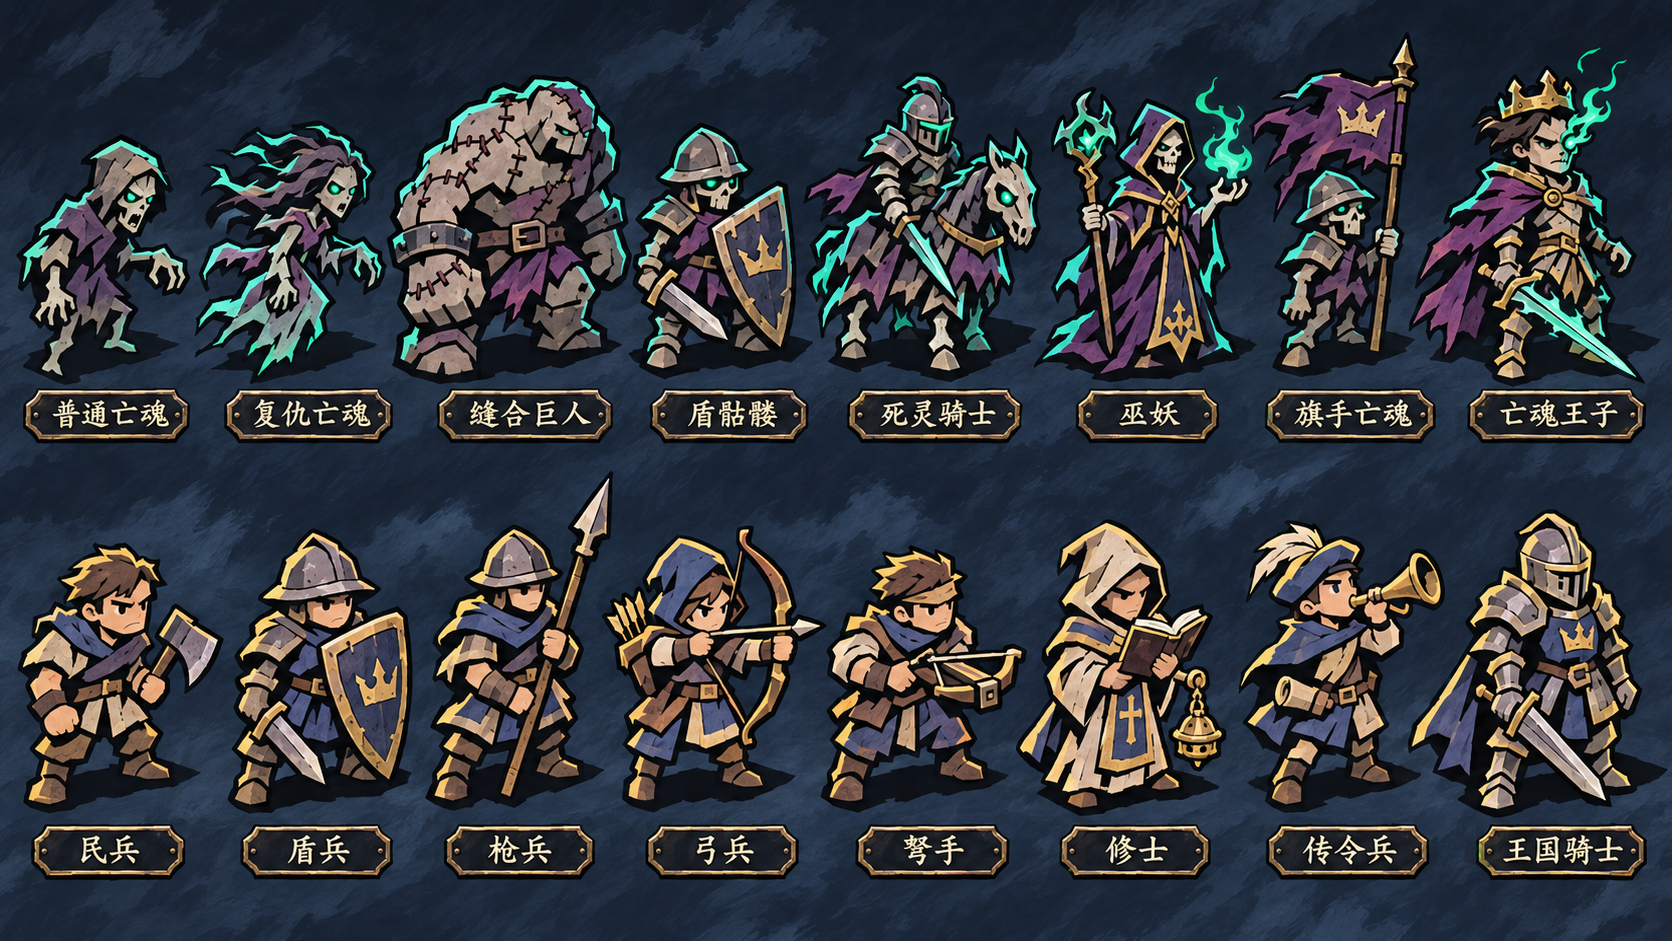 普通亡魂
复仇亡魂
缝合巨人
盾骷髅
死灵骑士
巫妖
旗手亡魂
亡魂王子
民兵
盾兵
枪兵
弓兵
弩手
修士
传令兵
王国骑士